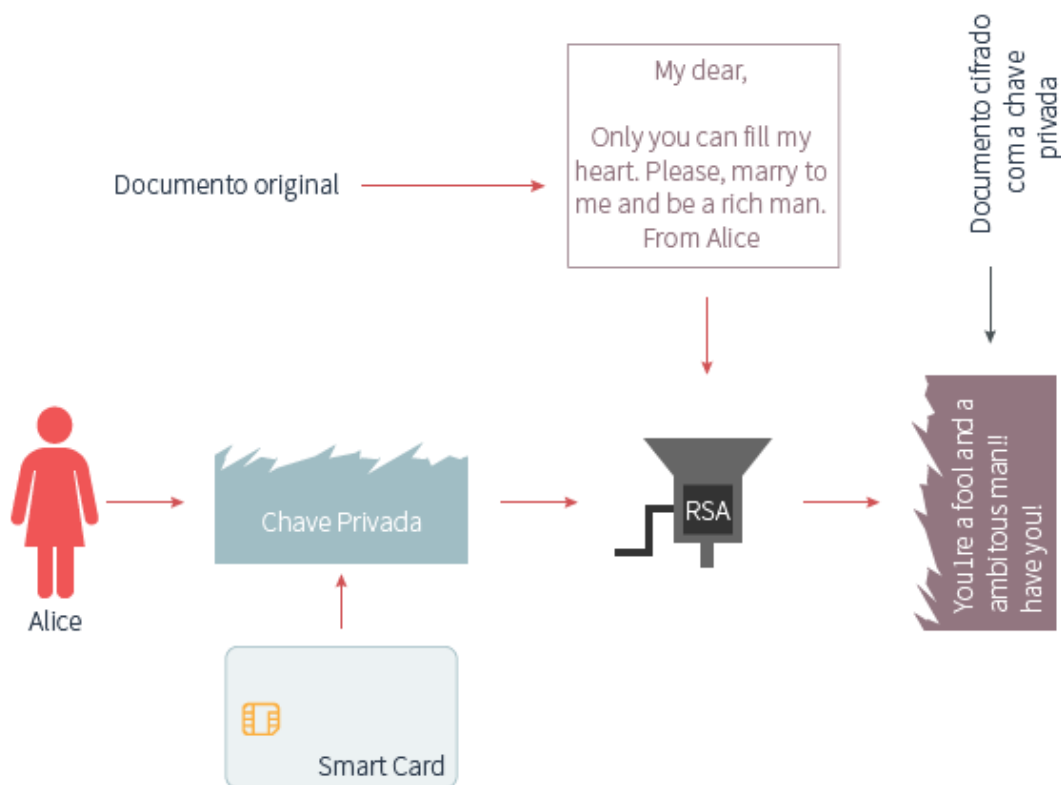 Documento original
My dear,
Only you can fill my
heart. Please, marry to
me and be a rich man.
From Alice
Documento cifrado
com a chave
privada
Alice
Chave Privada
Smart Card
RSA
You1re a fool and a
ambitous man!!
have you!